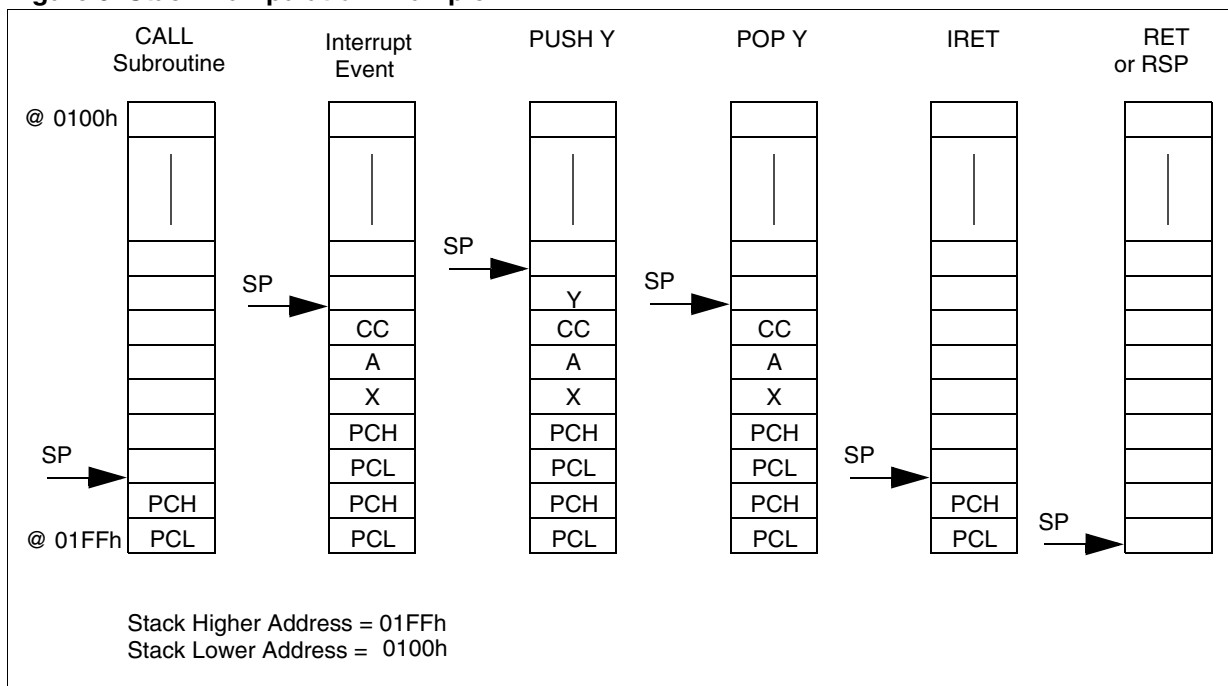 CALL
Subroutine
Interrupt
Event
PUSH Y
POP Y
IRET
RET
or RSP
@ 0100h
SP
PCH
@ 01FFh PCL
SP
CC
A
X
PCH
PCL
PCH
PCL
SP
Y
CC
A
X
PCH
PCL
PCH
PCL
SP
CC
A
X
PCH
PCL
PCH
PCL
SP
PCH
PCL
SP
Stack Higher Address = 01FFh
Stack Lower Address = 0100h